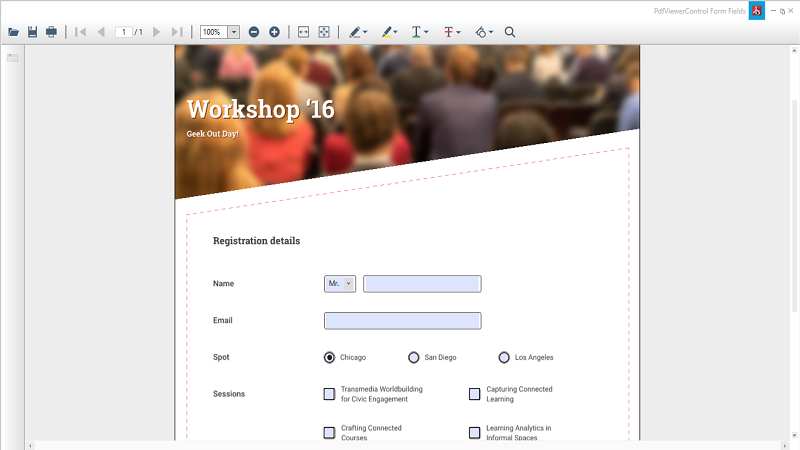 PdfViewerControl Form Fields
1 / 1
100%
Workshop '16
Geek Out Day!
Registration details
Name
Mr.
Email
Spot
Chicago
San Diego
Los Angeles
Sessions
Transmedia Worldbuilding
for Civic Engagement
Capturing Connected
Learning
Crafting Connected
Courses
Learning Analytics in
Informal Spaces